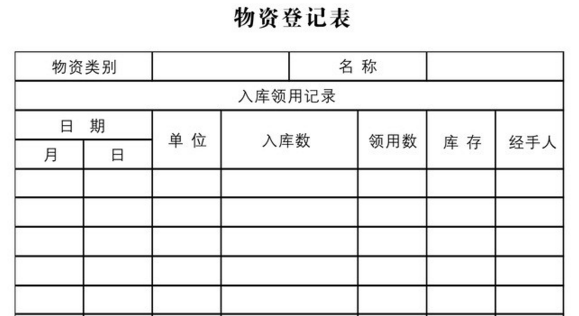 物资登记表
物资类别 名 称
入库领用记录
日 期 单 位 入库数 领用数 库 存 经手人
月 日